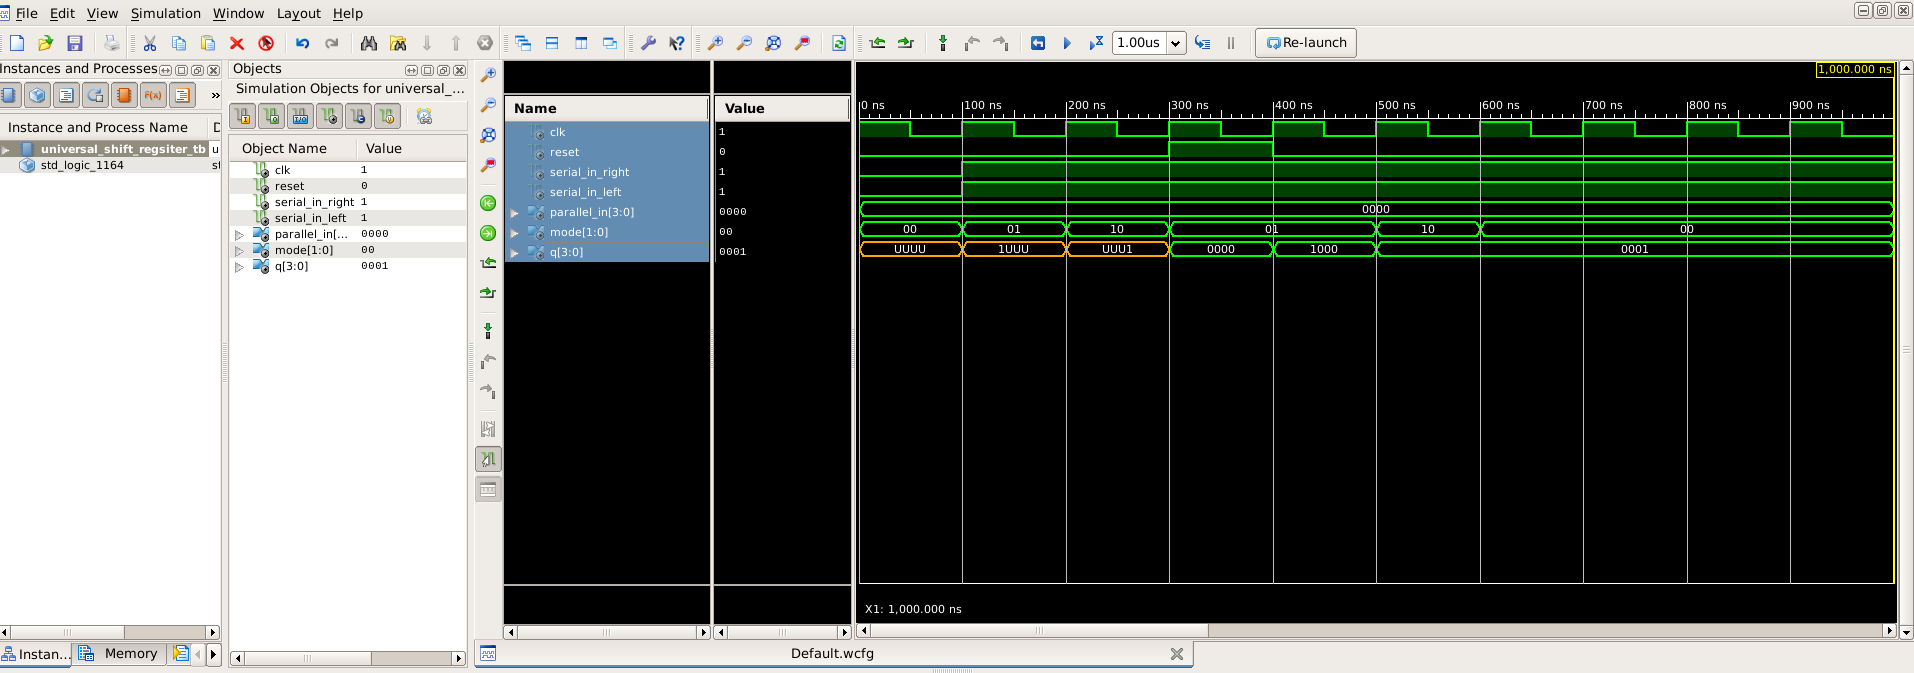 File Edit View Simulation Window Layout Help
1.00us Re-launch
Instances and Processes
F(x)
»
Instance and Process Name D
universal_shift_regsiter_tb u
std_logic_1164 st
Instan... Memory
Objects
Simulation Objects for universal_...
Object Name Value
clk 1
reset 0
serial_in_right 1
serial_in_left 1
parallel_in[... 0000
mode[1:0] 00
q[3:0] 0001
Name Value
clk 1
reset 0
serial_in_right 1
serial_in_left 1
parallel_in[3:0] 0000
mode[1:0] 00
q[3:0] 0001
1,000.000 ns
0 ns 100 ns 200 ns 300 ns 400 ns 500 ns 600 ns 700 ns 800 ns 900 ns
0000
00 01 10 01 10 00
UUUU 1UUU UUU1 0000 1000 0001
X1: 1,000.000 ns
Default.wcfg